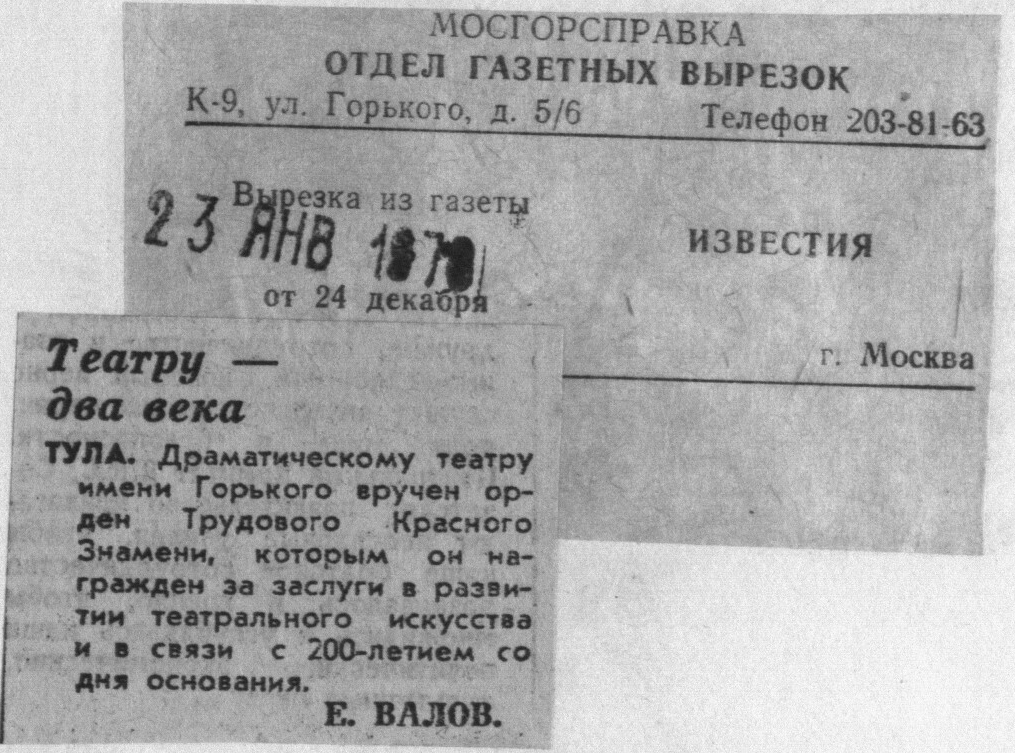 МОСГОРСПРАВКА
ОТДЕЛ ГАЗЕТНЫХ ВЫРЕЗОК
К-9, ул. Горького, д. 5/6 Телефон 203-81-63
Вырезка из газеты
23 ЯНВ
ИЗВЕСТИЯ
от 24 декабря
г. Москва
Театру —
два века
ТУЛА. Драматическому театру
имени Горького вручен ор-
ден Трудового Красного
Знамени, которым он на-
гражден за заслуги в разви-
тии театрального искусства
и в связи с 200-летием со
дня основания.
Е. ВАЛОВ.